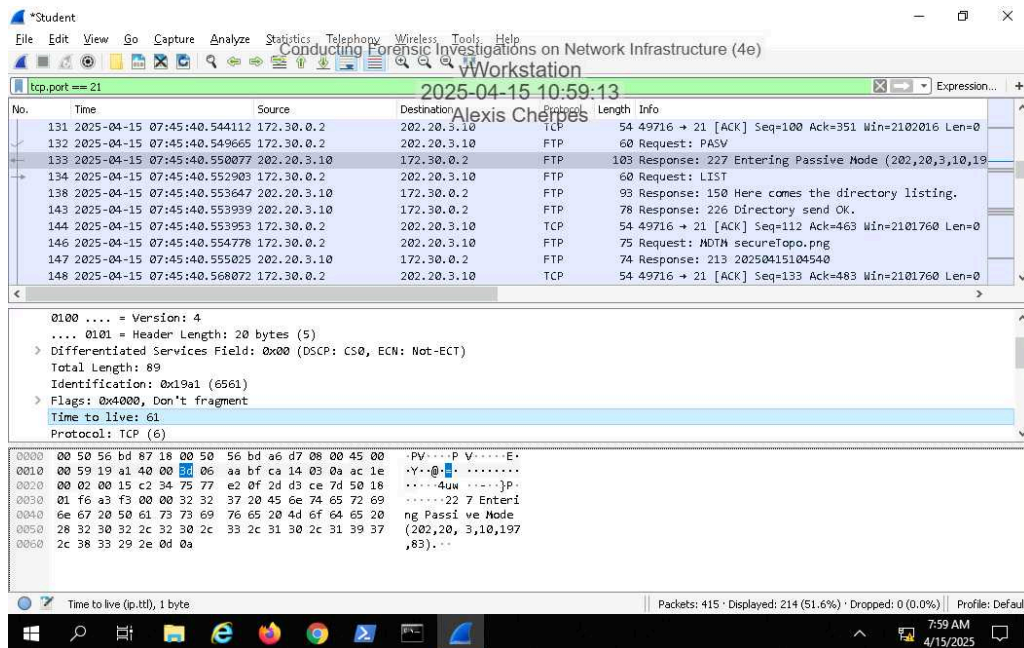 *Student
File Edit View Go Capture Analyze Statistics Telephony Wireless Tools Help
Conducting Forensic Investigations on Network Infrastructure (4e)
vWorkstation
2025-04-15 10:59:13
Alexis Cherpes
tcp.port == 21
Expression... +
No. Time Source Destination Protocol Length Info
131 2025-04-15 07:45:40.544112 172.30.0.2 202.20.3.10 TCP 54 49716 → 21 [ACK] Seq=100 Ack=351 Win=2102016 Len=0
132 2025-04-15 07:45:40.549665 172.30.0.2 202.20.3.10 FTP 60 Request: PASV
133 2025-04-15 07:45:40.550077 202.20.3.10 172.30.0.2 FTP 103 Response: 227 Entering Passive Mode (202,20,3,10,19
134 2025-04-15 07:45:40.552903 172.30.0.2 202.20.3.10 FTP 60 Request: LIST
138 2025-04-15 07:45:40.553647 202.20.3.10 172.30.0.2 FTP 93 Response: 150 Here comes the directory listing.
143 2025-04-15 07:45:40.553939 202.20.3.10 172.30.0.2 FTP 78 Response: 226 Directory send OK.
144 2025-04-15 07:45:40.553953 172.30.0.2 202.20.3.10 TCP 54 49716 → 21 [ACK] Seq=112 Ack=463 Win=2101760 Len=0
146 2025-04-15 07:45:40.554778 172.30.0.2 202.20.3.10 FTP 75 Request: MDTM secureTopo.png
147 2025-04-15 07:45:40.555025 202.20.3.10 172.30.0.2 FTP 74 Response: 213 20250415104540
148 2025-04-15 07:45:40.568072 172.30.0.2 202.20.3.10 TCP 54 49716 → 21 [ACK] Seq=133 Ack=483 Win=2101760 Len=0
0100 .... = Version: 4
.... 0101 = Header Length: 20 bytes (5)
Differentiated Services Field: 0x00 (DSCP: CS0, ECN: Not-ECT)
Total Length: 89
Identification: 0x19a1 (6561)
Flags: 0x4000, Don't fragment
Time to live: 61
Protocol: TCP (6)
0000 00 50 56 bd 87 18 00 50 56 bd a6 d7 08 00 45 00 ·PV····P V·····E·
0010 00 59 19 a1 40 00 3d 06 aa bf ca 14 03 0a ac 1e ·Y··@·=· ········
0020 00 02 00 15 c2 34 75 77 e2 0f 2d d3 ce 7d 50 18 ·····4uw ··-··}P·
0030 01 f6 a3 f3 00 00 32 32 37 20 45 6e 74 65 72 69 ······22 7 Enteri
0040 6e 67 20 50 61 73 73 69 76 65 20 4d 6f 64 65 20 ng Passi ve Mode
0050 28 32 30 32 2c 32 30 2c 33 2c 31 30 2c 31 39 37 (202,20, 3,10,197
0060 2c 38 33 29 2e 0d 0a ,83).··
Time to live (ip.ttl), 1 byte
Packets: 415 · Displayed: 214 (51.6%) · Dropped: 0 (0.0%)
Profile: Defaul
7:59 AM
4/15/2025